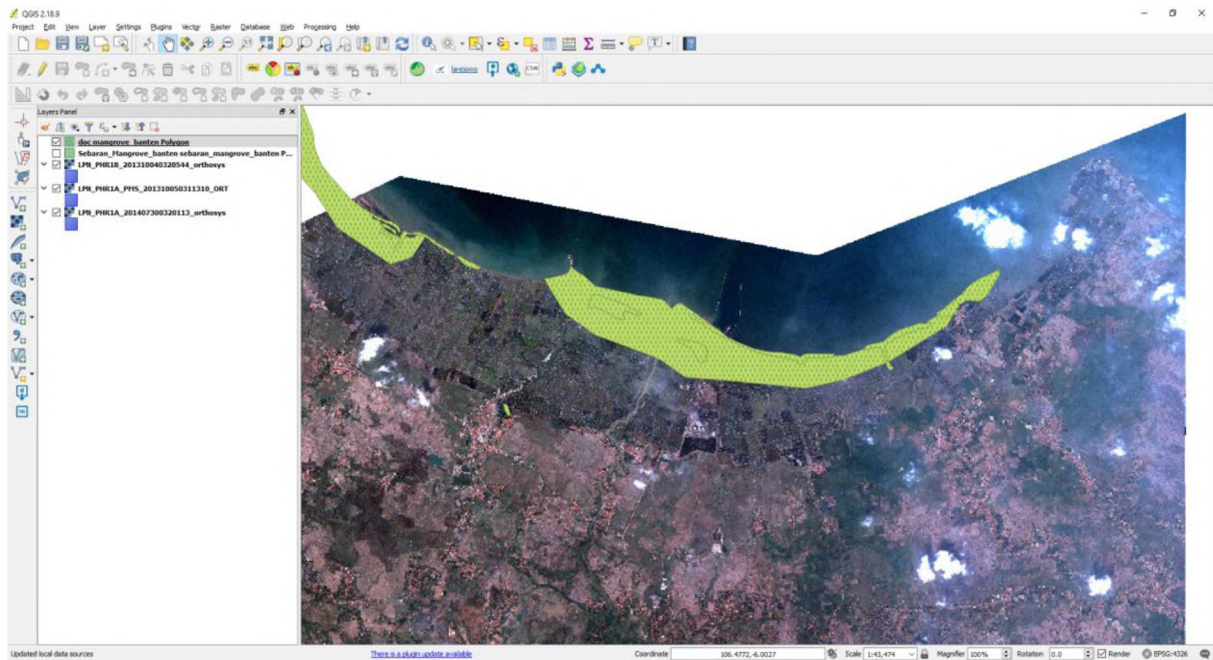 QGIS 2.18.9
Project Edit View Layer Settings Plugins Vector Raster Database Web Processing Help
lareiowo
CSW
Layers Panel
doc mangrove_banten Polygon
Sebaran_Mangrove_banten sebaran_mangrove_banten P...
LPN_PHR1B_201310040320544_orthosys
LPN_PHR1A_PMS_201310050311310_ORT
LPN_PHR1A_201407300320113_orthosys
Updated local data sources There is a plugin update available Coordinate 106.4772,-6.0027 Scale 1:43,474 Magnifier 100% Rotation 0.0 Render EPSG:4326